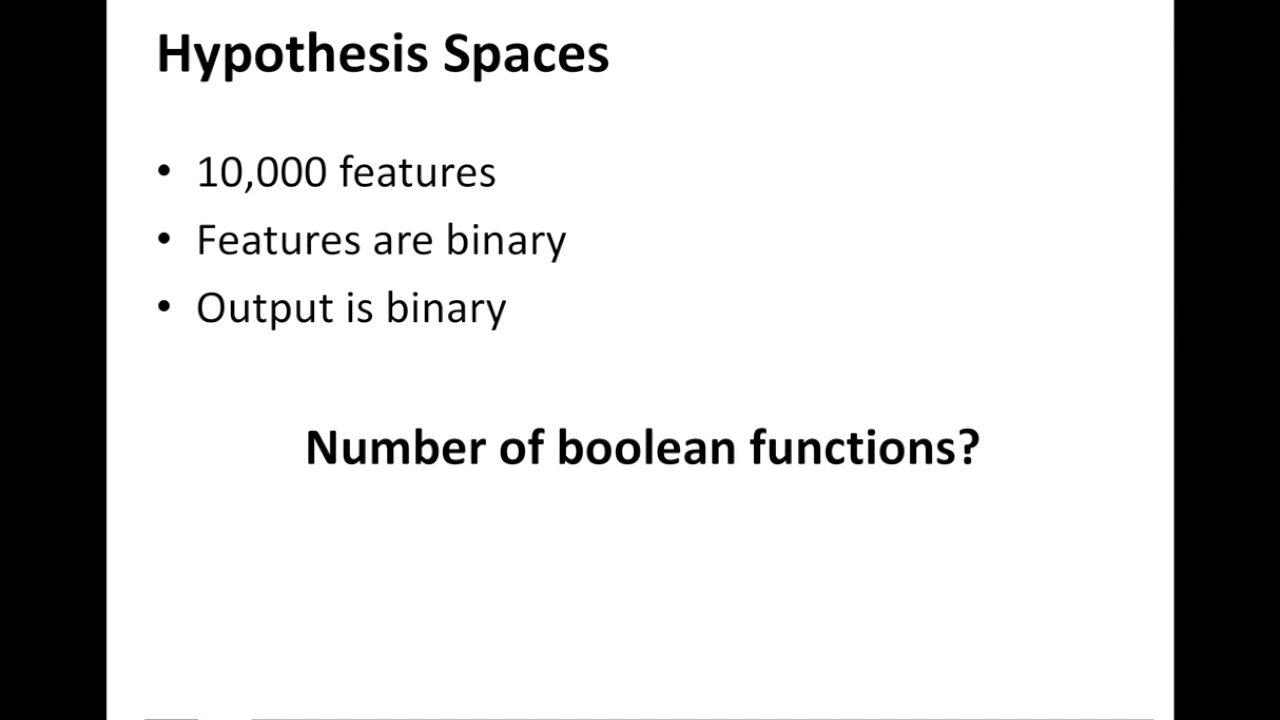 Hypothesis Spaces
• 10,000 features
• Features are binary
• Output is binary
Number of boolean functions?